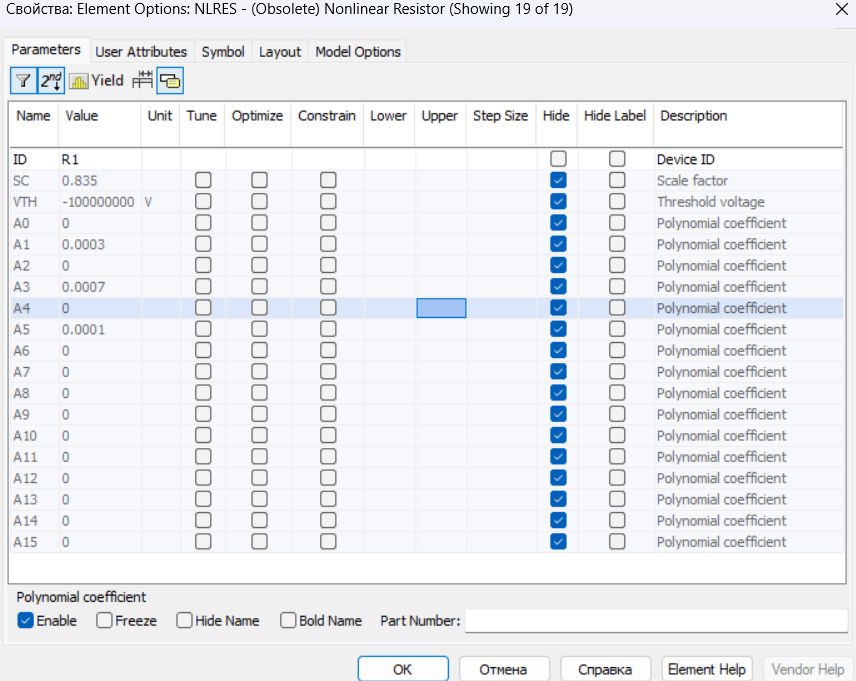 Свойства: Element Options: NLRES - (Obsolete) Nonlinear Resistor (Showing 19 of 19)
Parameters User Attributes Symbol Layout Model Options
2nd Yield
Name Value Unit Tune Optimize Constrain Lower Upper Step Size Hide Hide Label Description
ID R1 Device ID
SC 0.835 Scale factor
VTH -100000000 V Threshold voltage
A0 0 Polynomial coefficient
A1 0.0003 Polynomial coefficient
A2 0 Polynomial coefficient
A3 0.0007 Polynomial coefficient
A4 0 Polynomial coefficient
A5 0.0001 Polynomial coefficient
A6 0 Polynomial coefficient
A7 0 Polynomial coefficient
A8 0 Polynomial coefficient
A9 0 Polynomial coefficient
A10 0 Polynomial coefficient
A11 0 Polynomial coefficient
A12 0 Polynomial coefficient
A13 0 Polynomial coefficient
A14 0 Polynomial coefficient
A15 0 Polynomial coefficient
Polynomial coefficient
Enable Freeze Hide Name Bold Name Part Number:
OK Отмена Справка Element Help Vendor Help